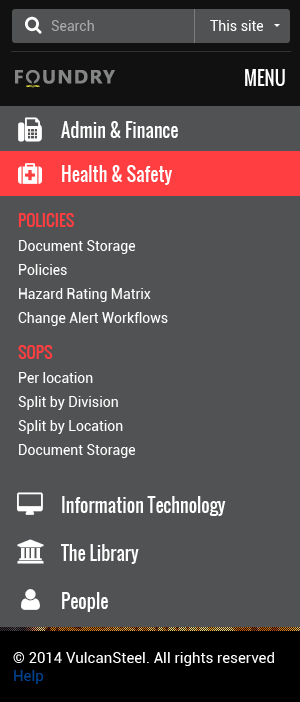 Search
This site
FOUNDRY
MENU
Admin & Finance
Health & Safety
POLICIES
Document Storage
Policies
Hazard Rating Matrix
Change Alert Workflows
SOPS
Per location
Split by Division
Split by Location
Document Storage
Information Technology
The Library
People
© 2014 VulcanSteel. All rights reserved
Help